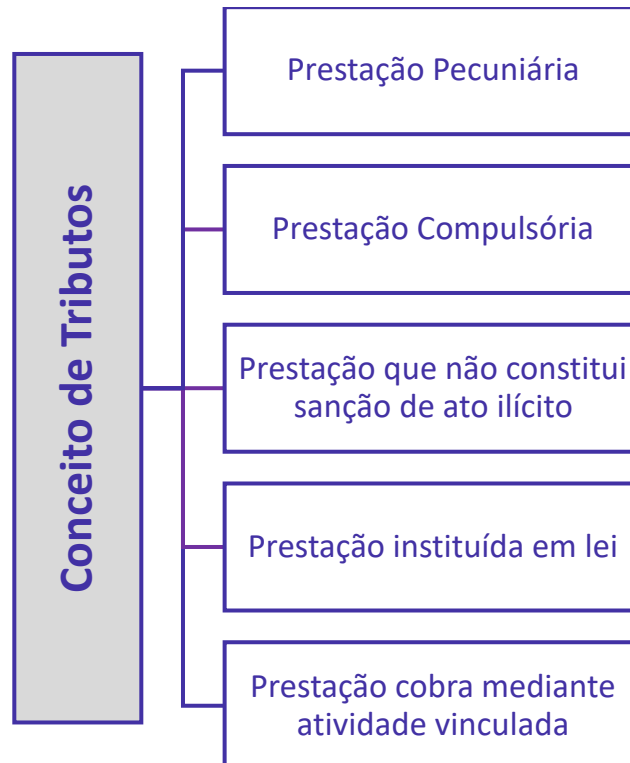 Conceito de Tributos
Prestação Pecuniária
Prestação Compulsória
Prestação que não constitui
sanção de ato ilícito
Prestação instituída em lei
Prestação cobra mediante
atividade vinculada